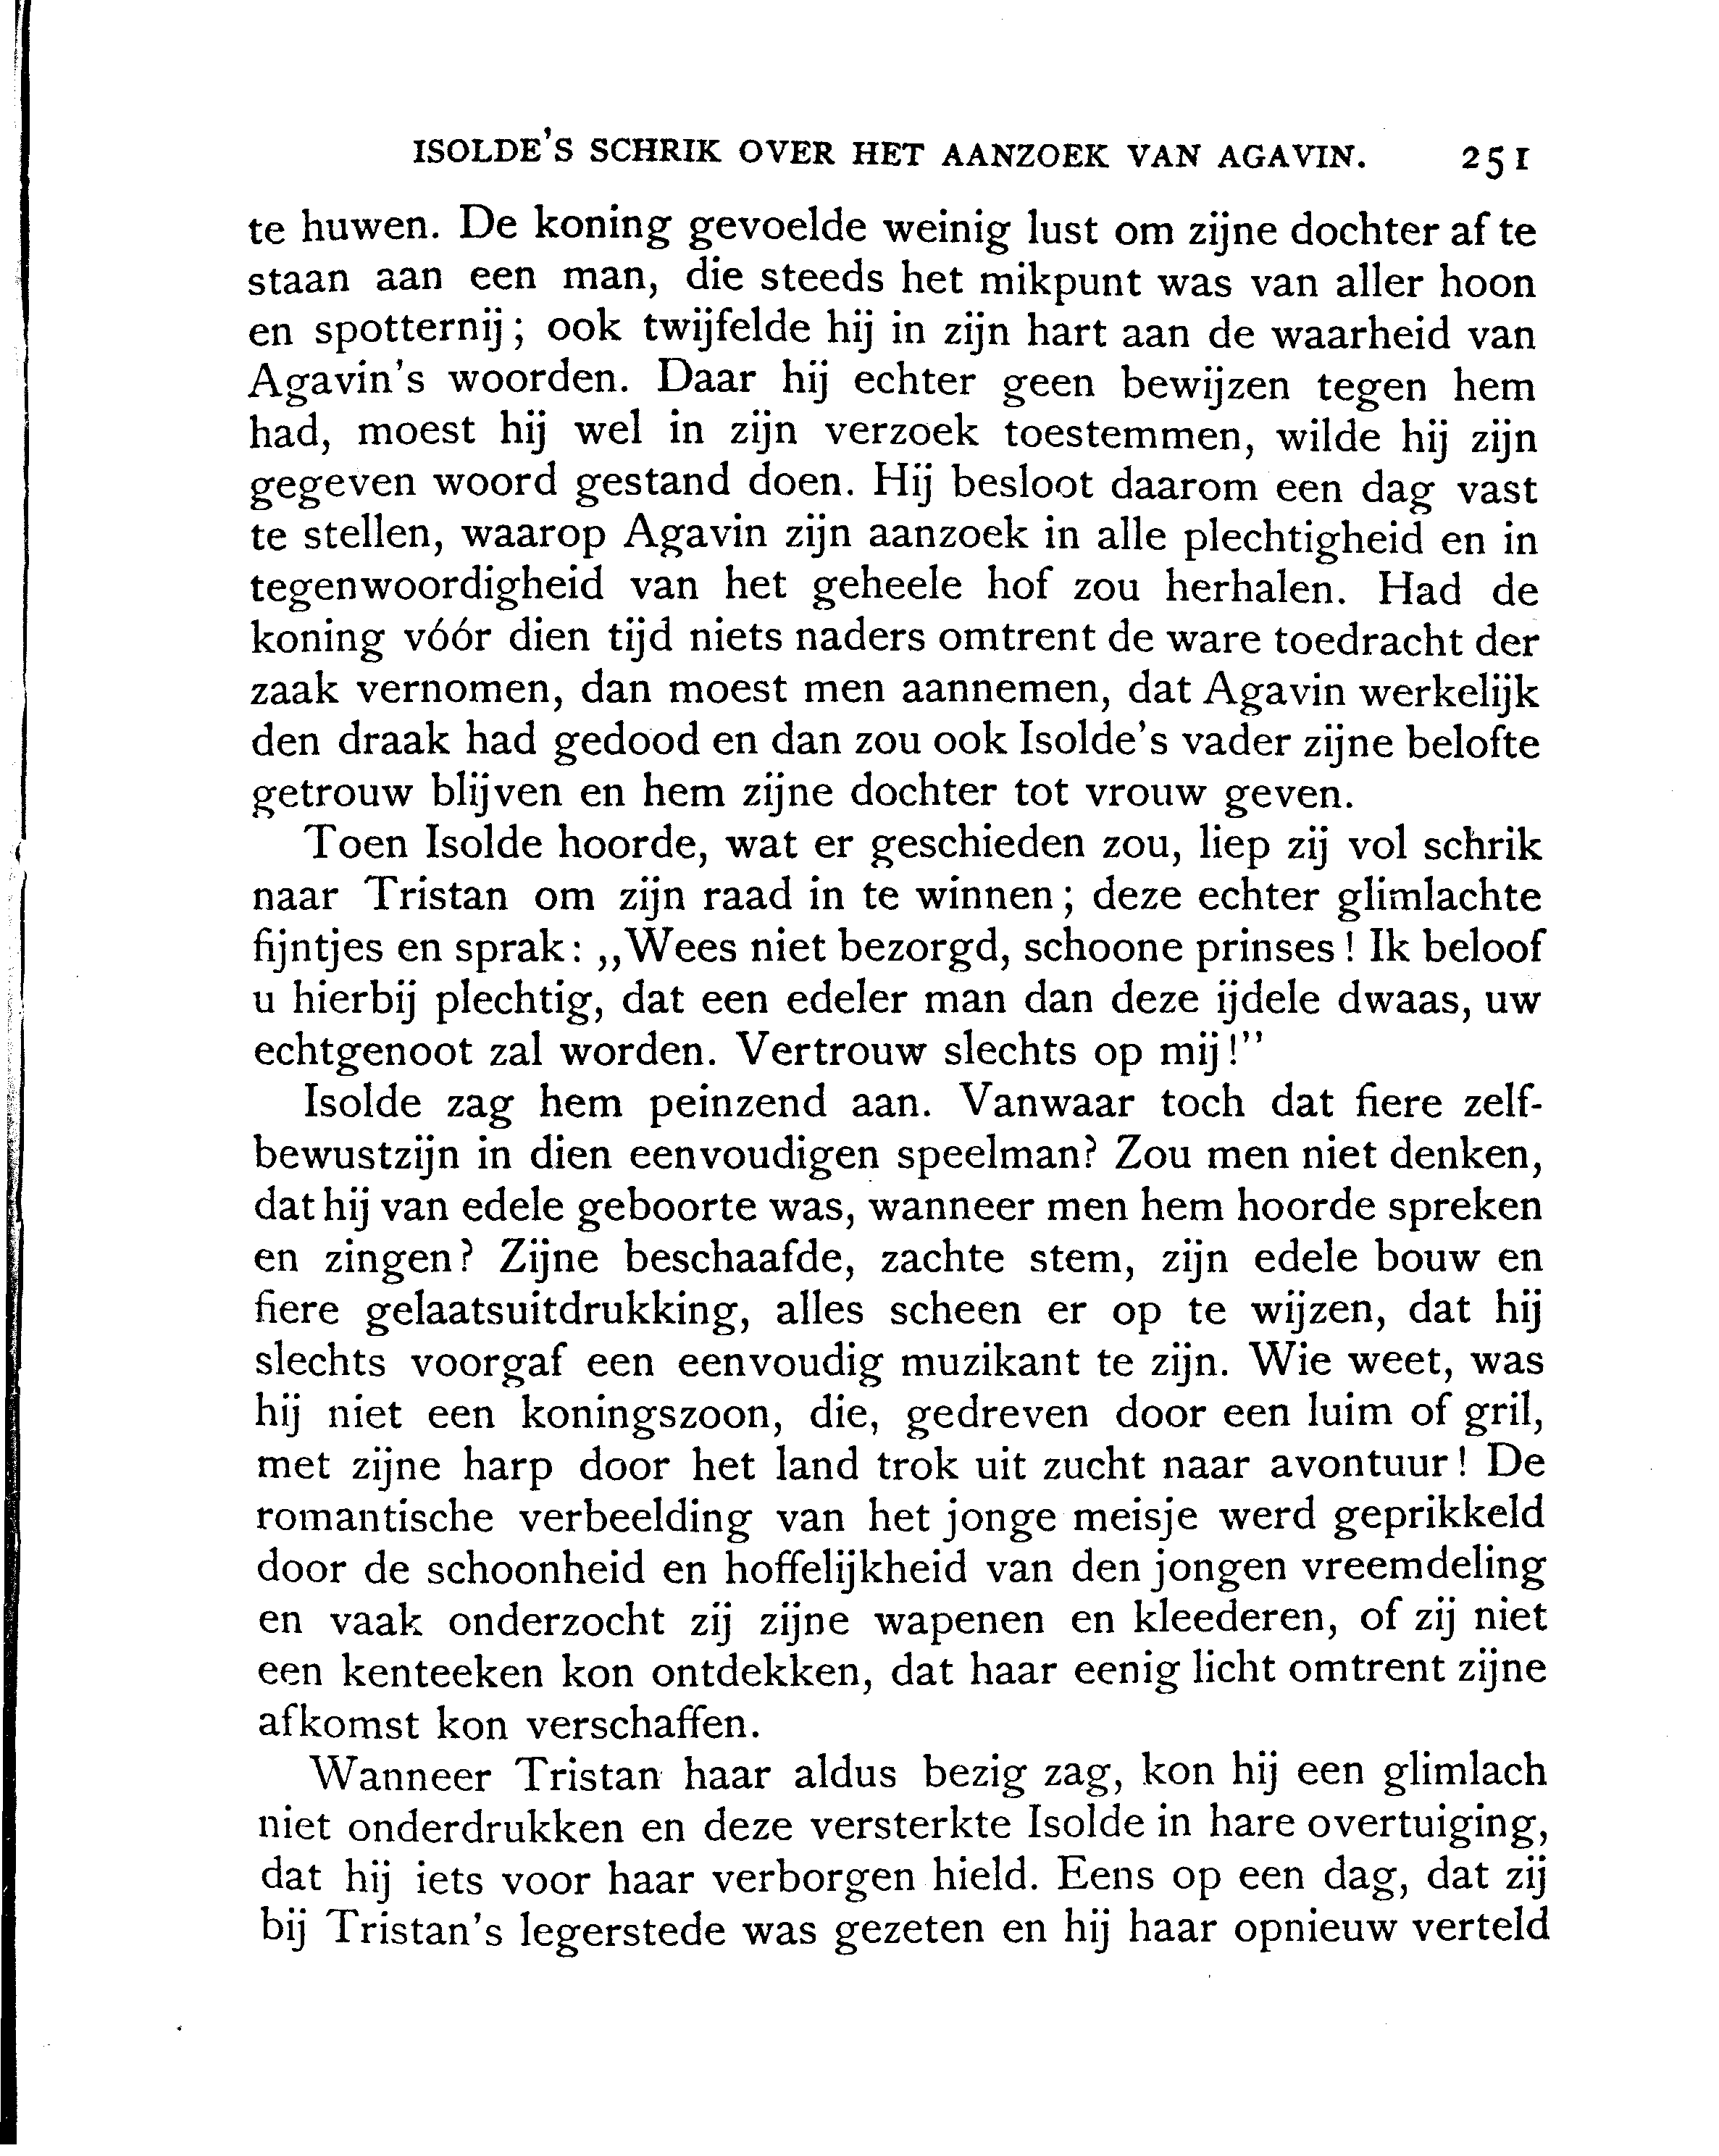 ISOLDE'S SCHRIK OVER HET AANZOEK VAN AGAVIN. 251
te huwen. De koning gevoelde weinig lust om zijne dochter af te
staan aan een man, die steeds het mikpunt was van aller hoon
en spotternij; ook twijfelde hij in zijn hart aan de waarheid van
Agavin's woorden. Daar hij echter geen bewijzen tegen hem
had, moest hij wel in zijn verzoek toestemmen, wilde hij zijn
gegeven woord gestand doen. Hij besloot daarom een dag vast
te stellen, waarop Agavin zijn aanzoek in alle plechtigheid en in
tegenwoordigheid van het geheele hof zou herhalen. Had de
koning vóór dien tijd niets naders omtrent de ware toedracht der
zaak vernomen, dan moest men aannemen, dat Agavin werkelijk
den draak had gedood en dan zou ook Isolde's vader zijne belofte
getrouw blijven en hem zijne dochter tot vrouw geven.
Toen Isolde hoorde, wat er geschieden zou, liep zij vol schrik
naar Tristan om zijn raad in te winnen; deze echter glimlachte
fijntjes en sprak: „Wees niet bezorgd, schoone prinses! Ik beloof
u hierbij plechtig, dat een edeler man dan deze ijdele dwaas, uw
echtgenoot zal worden. Vertrouw slechts op mij!”
Isolde zag hem peinzend aan. Vanwaar toch dat fiere zelf-
bewustzijn in dien eenvoudigen speelman? Zou men niet denken,
dat hij van edele geboorte was, wanneer men hem hoorde spreken
en zingen? Zijne beschaafde, zachte stem, zijn edele bouw en
fiere gelaatsuitdrukking, alles scheen er op te wijzen, dat hij
slechts voorgaf een eenvoudig muzikant te zijn. Wie weet, was
hij niet een koningszoon, die, gedreven door een luim of gril,
met zijne harp door het land trok uit zucht naar avontuur! De
romantische verbeelding van het jonge meisje werd geprikkeld
door de schoonheid en hoffelijkheid van den jongen vreemdeling
en vaak onderzocht zij zijne wapenen en kleederen, of zij niet
een kenteeken kon ontdekken, dat haar eenig licht omtrent zijne
afkomst kon verschaffen.
Wanneer Tristan haar aldus bezig zag, kon hij een glimlach
niet onderdrukken en deze versterkte Isolde in hare overtuiging,
dat hij iets voor haar verborgen hield. Eens op een dag, dat zij
bij Tristan's legerstede was gezeten en hij haar opnieuw verteld